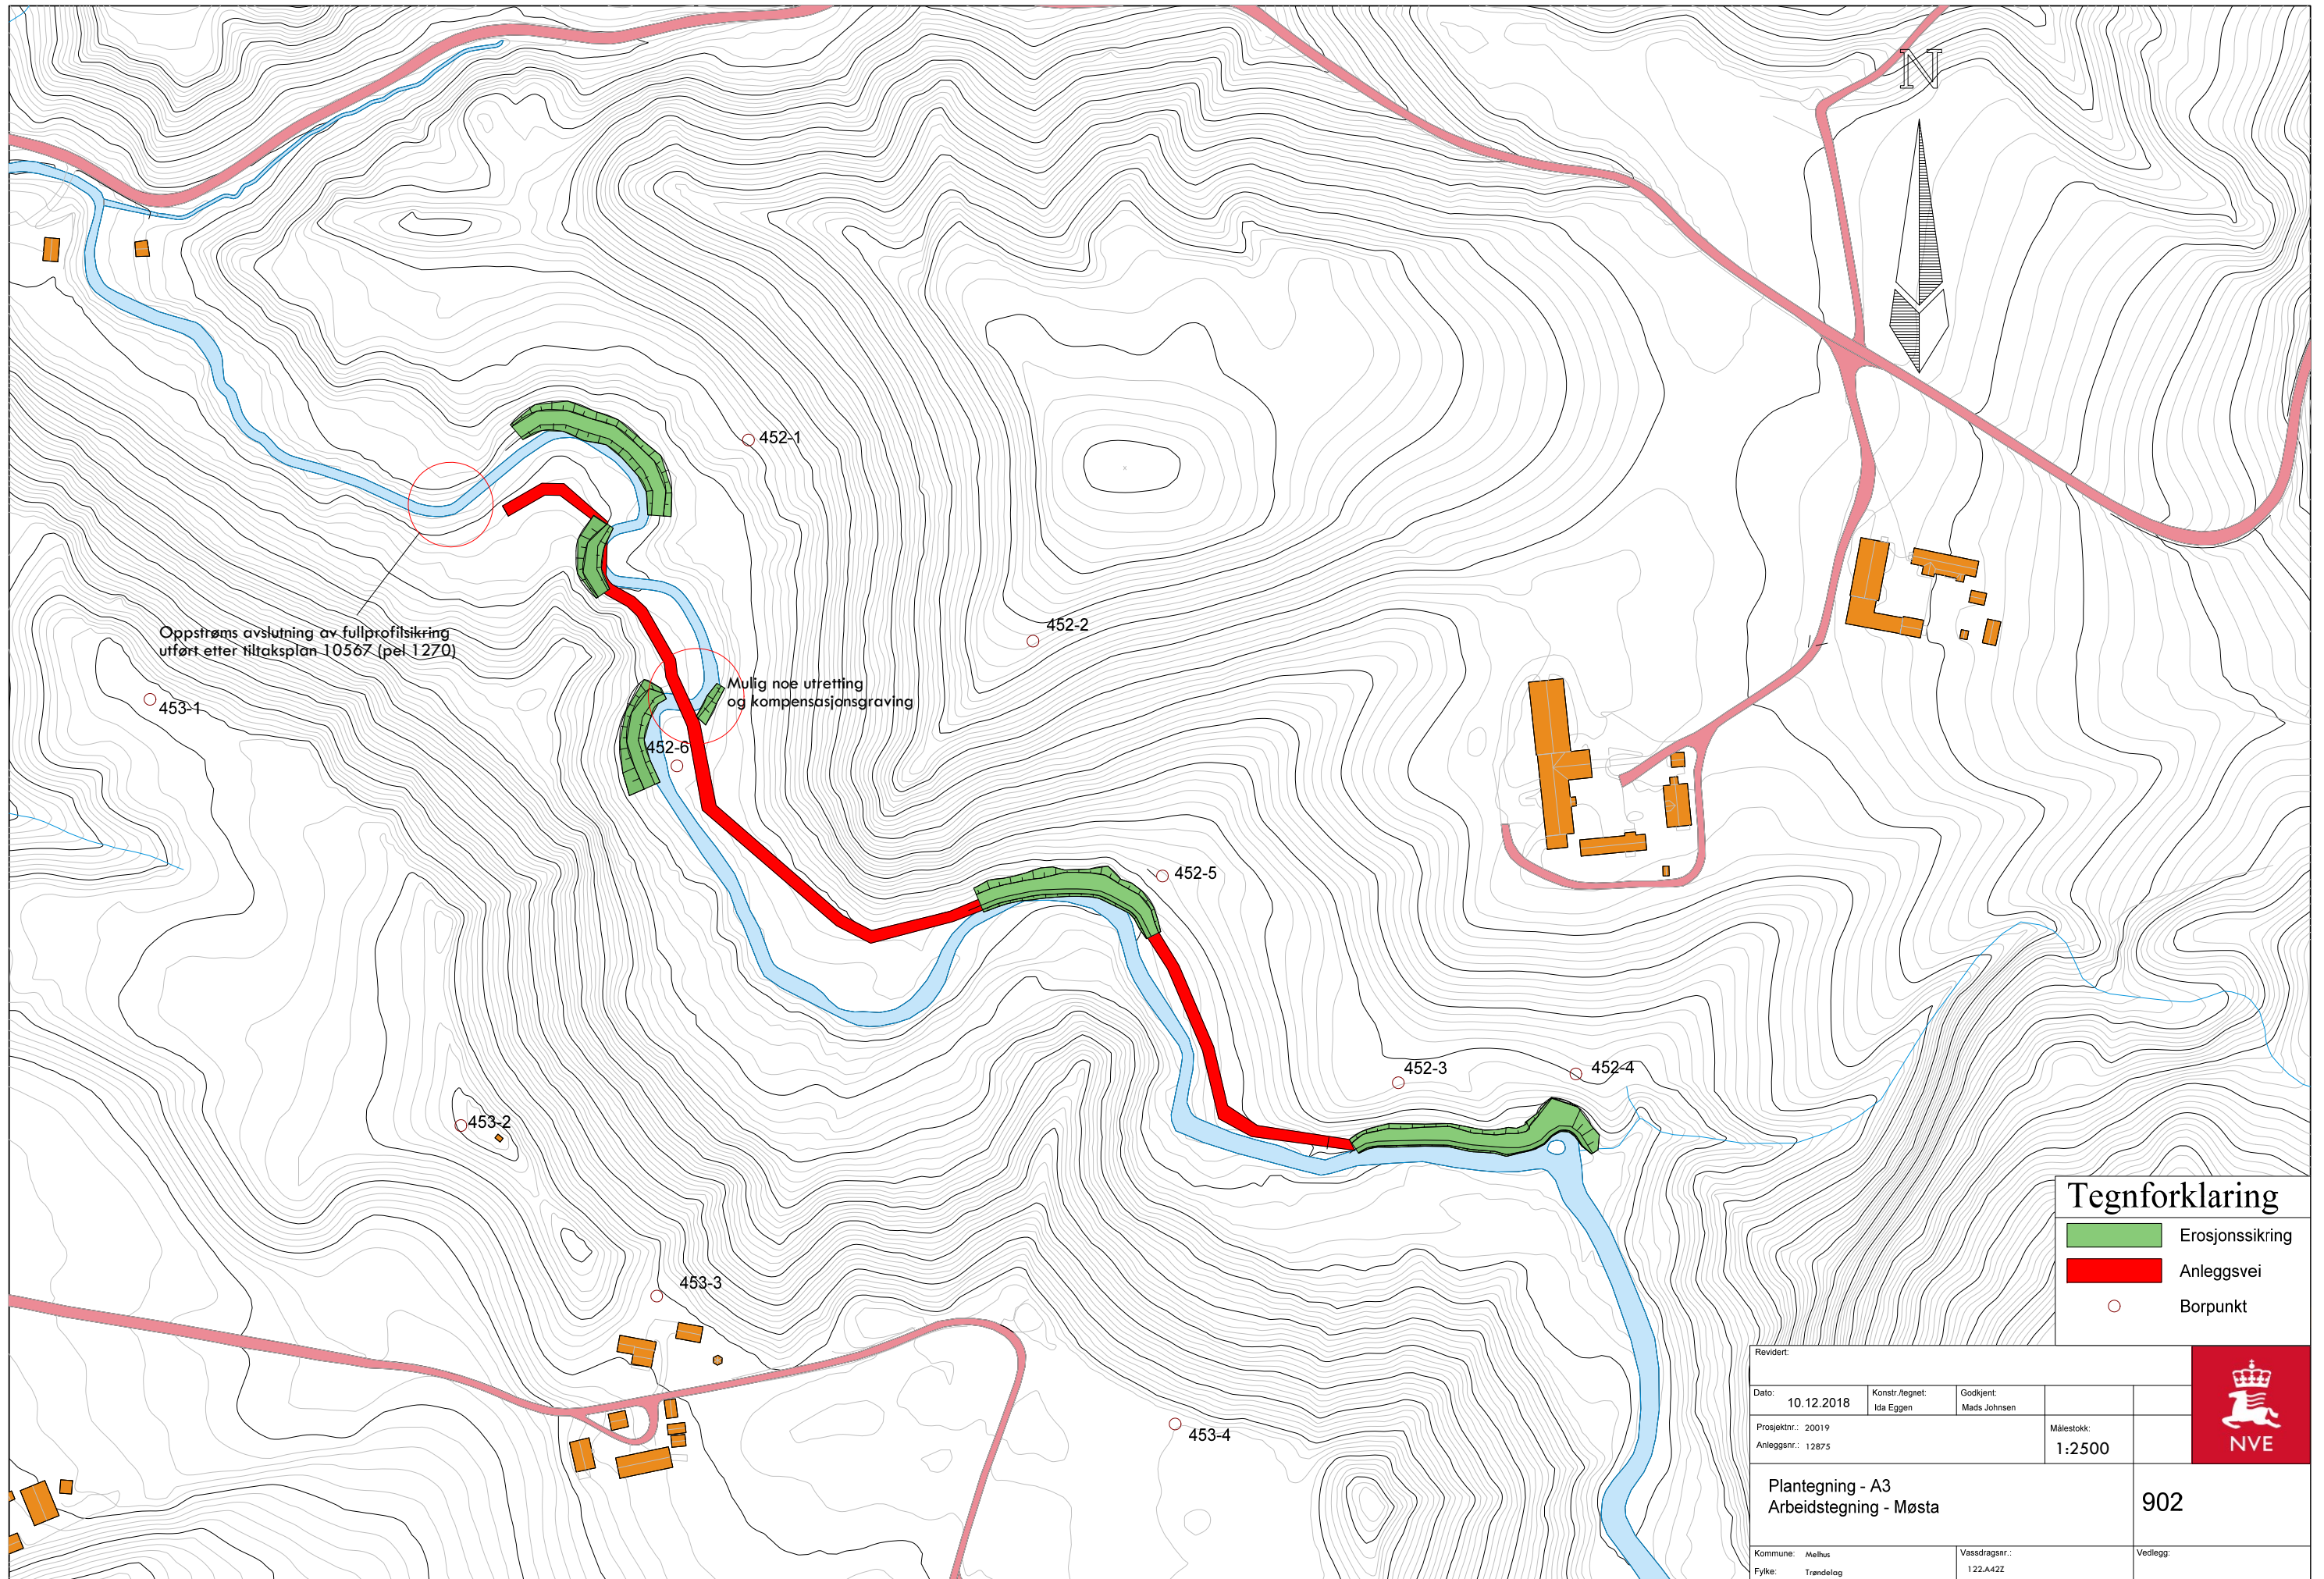 N
452-1
452-2
Oppstrøms avslutning av fullprofilsikring
utført etter tiltaksplan 10567 (pel 1270)
Mulig noe utretting
og kompensasjonsgraving
453-1
452-6
452-5
452-3
452-4
453-2
453-3
453-4
Tegnforklaring
Erosjonssikring
Anleggsvei
Borpunkt
Revidert:
Dato: 10.12.2018
Konstr./tegnet: Ida Eggen
Godkjent: Mads Johnsen
Prosjektnr.: 20019
Anleggsnr.: 12875
Målestokk: 1:2500
NVE
Plantegning - A3
Arbeidstegning - Møsta
902
Kommune: Melhus
Fylke: Trøndelag
Vassdragsnr.: 122.A42Z
Vedlegg: